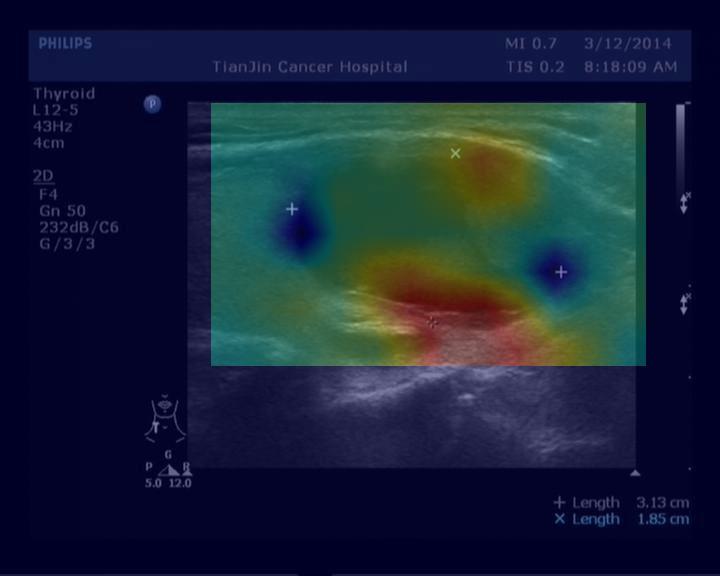 PHILIPS
MI 0.7 3/12/2014
TianJin Cancer Hospital TIS 0.2 8:18:09 AM
Thyroid
L12-5
43Hz
4cm
P
2D
F4
Gn 50
232dB/C6
G/3/3
G
P R
5.0 12.0
+ Length 3.13 cm
× Length 1.85 cm